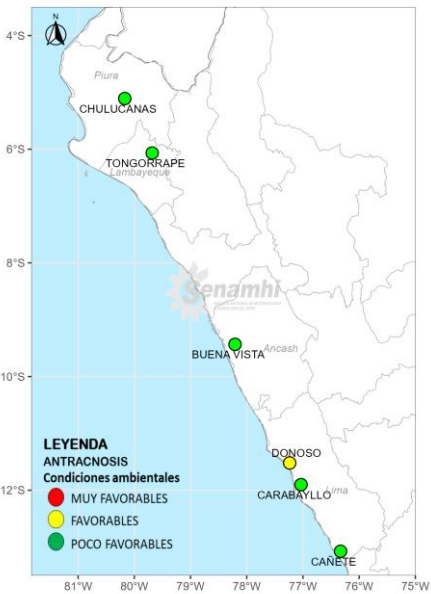 N
4°S
Piura
CHULUCANAS
6°S
TONGORRAPE
Lambayeque
8°S
Senamhi
BUENA VISTA
Ancash
10°S
LEYENDA
ANTRACNOSIS
Condiciones ambientales
MUY FAVORABLES
FAVORABLES
POCO FAVORABLES
DONOSO
12°S
CARABAYLLO
Lima
CAÑETE
81°W 80°W 79°W 78°W 77°W 76°W 75°W